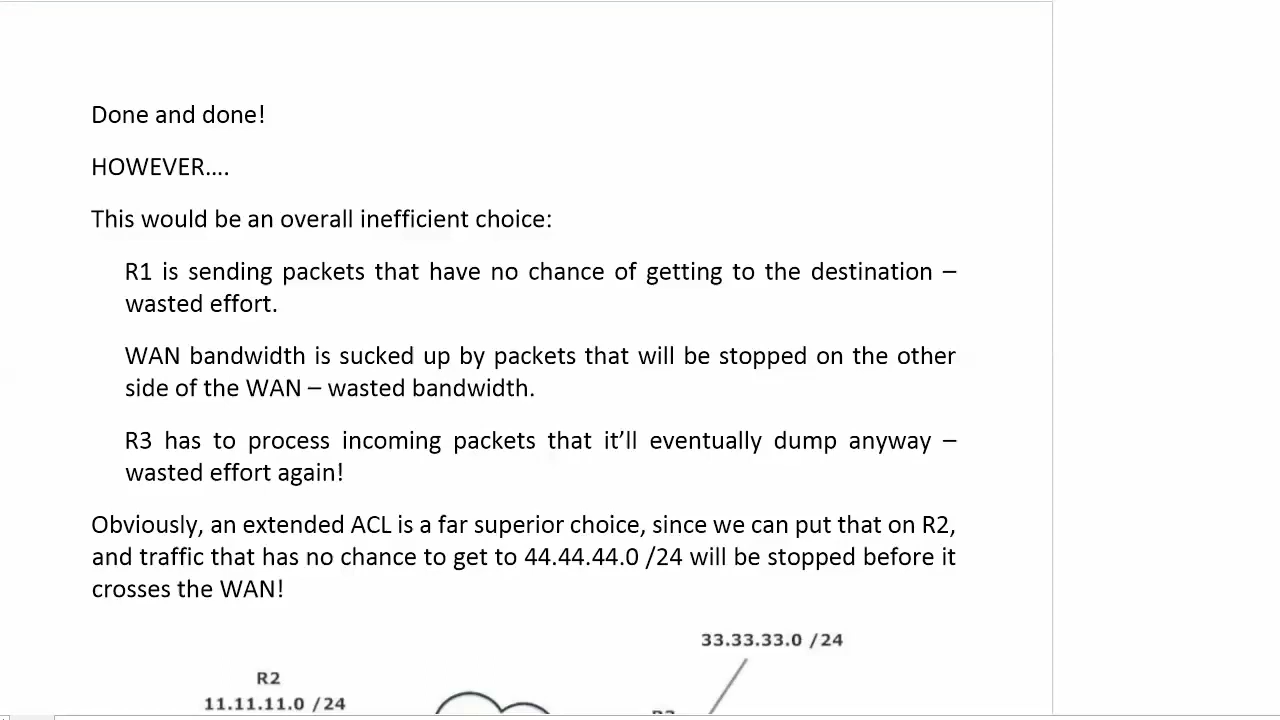 Done and done!
HOWEVER....
This would be an overall inefficient choice:
R1 is sending packets that have no chance of getting to the destination –
wasted effort.
WAN bandwidth is sucked up by packets that will be stopped on the other
side of the WAN – wasted bandwidth.
R3 has to process incoming packets that it’ll eventually dump anyway –
wasted effort again!
Obviously, an extended ACL is a far superior choice, since we can put that on R2,
and traffic that has no chance to get to 44.44.44.0 /24 will be stopped before it
crosses the WAN!
33.33.33.0 /24
R2
11.11.11.0 /24